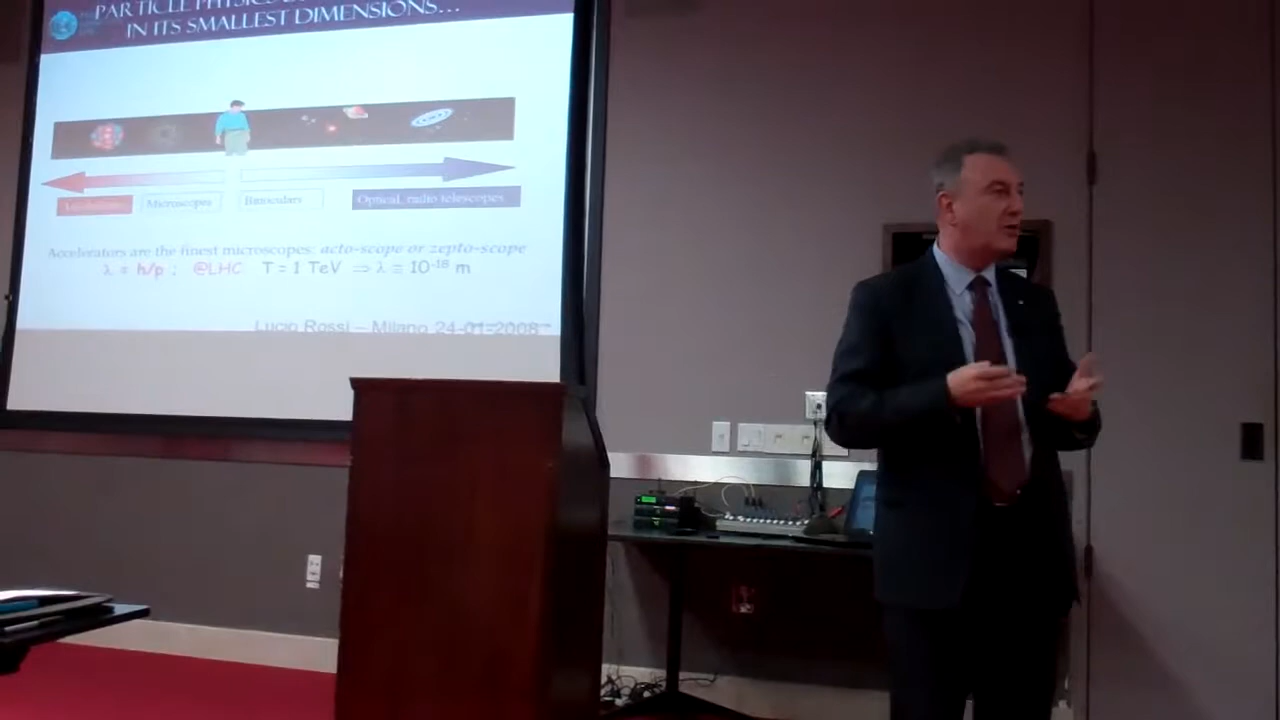 PARTICLE PHYSICS
IN ITS SMALLEST DIMENSIONS...
Microscopes
Binoculars
Optical, radio telescopes
Accelerators are the finest microscopes: acto-scope or zepto-scope
λ = h/p ; @LHC T = 1 TeV ⇒ λ ≅ 10⁻¹⁸ m
Lucio Rossi – Milano 24-01-2008